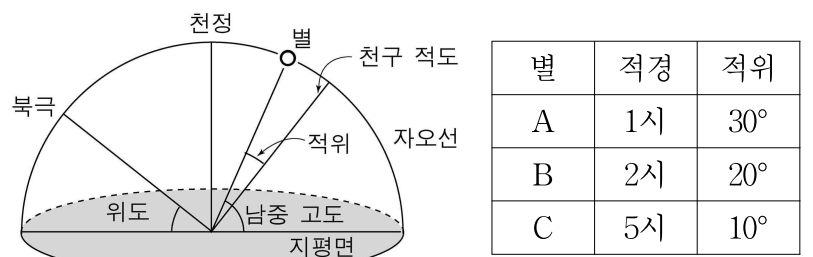 천정
별
천구 적도
북극
자오선
적위
위도
남중 고도
지평면
별 적경 적위
A 1시 30°
B 2시 20°
C 5시 10°